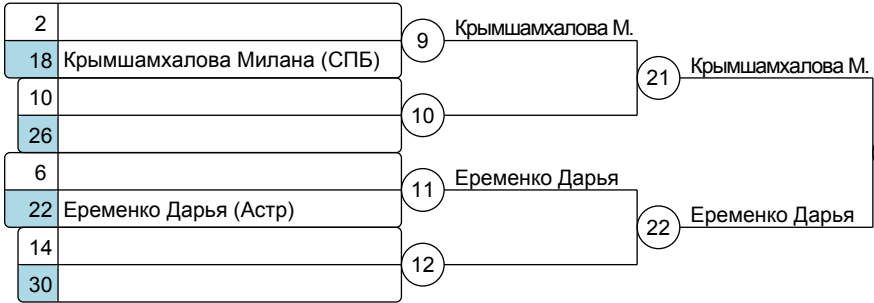 2
9 Крымшамхалова М.
18 Крымшамхалова Милана (СПБ)
21 Крымшамхалова М.
10
10
26
6
11 Еременко Дарья
22 Еременко Дарья (Астр)
22 Еременко Дарья
14
12
30